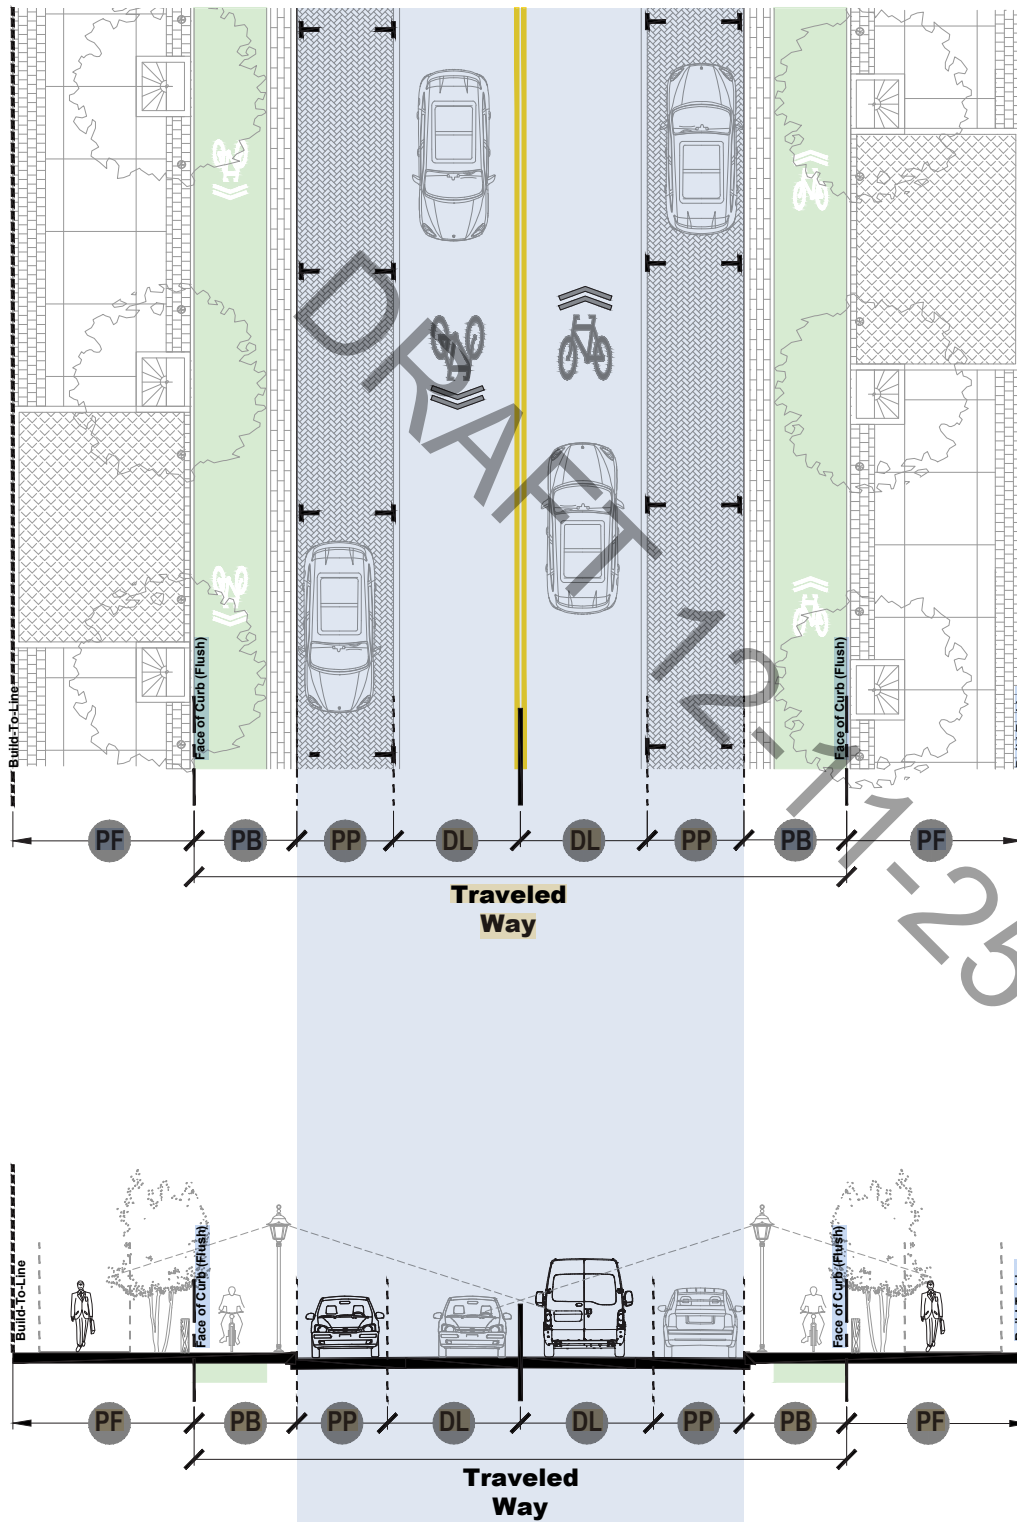 DRAFT 12-11-25
Build-To-Line
Face of Curb (Flush)
Face of Curb (Flush)
PF PB PP DL DL PP PB PF
Traveled
Way
Build-To-Line
Face of Curb (Flush)
Face of Curb (Flush)
PF PB PP DL DL PP PB PF
Traveled
Way